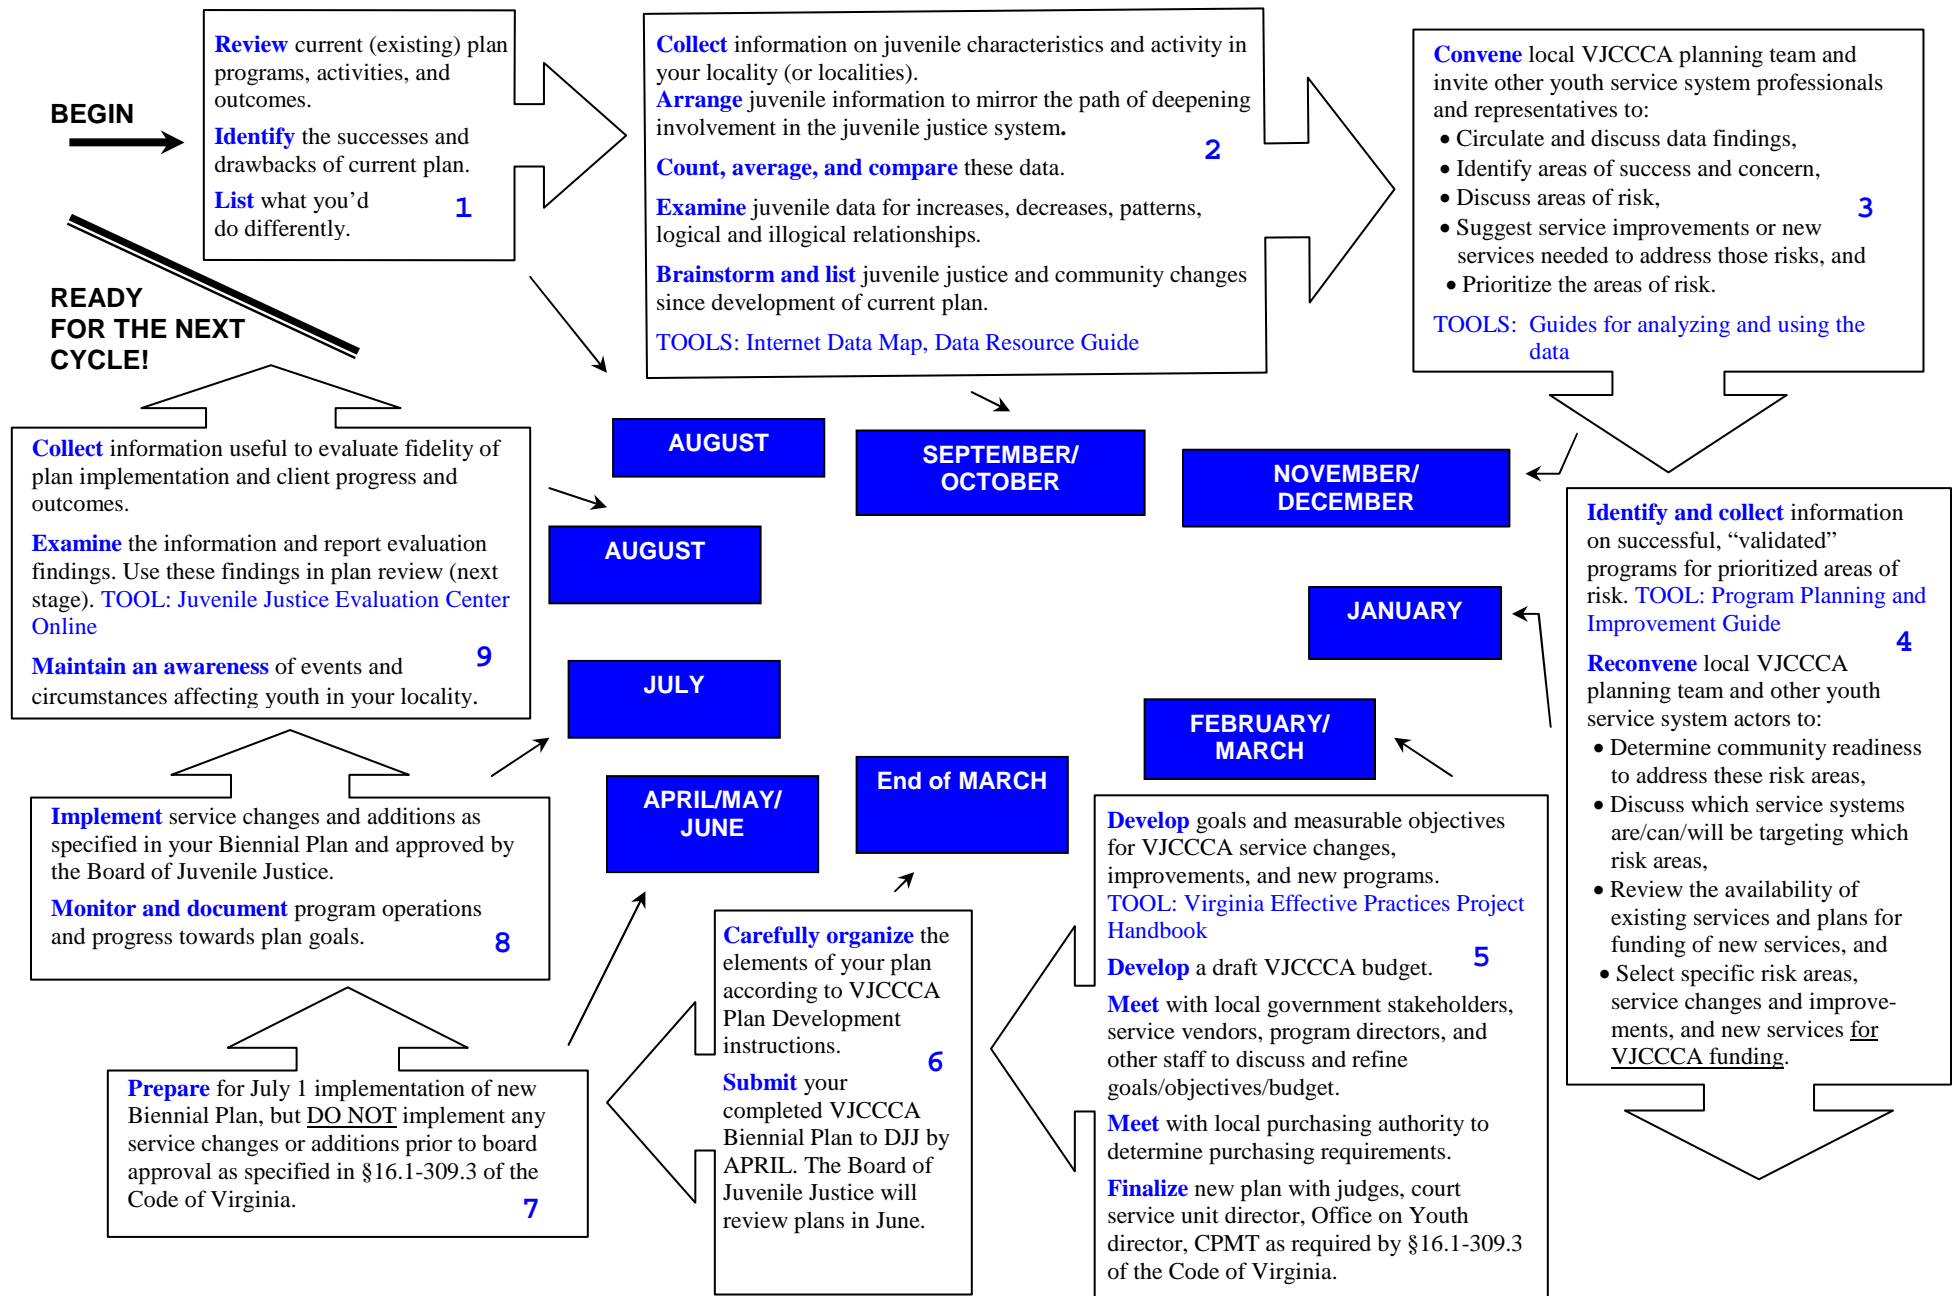 BEGIN
Review current (existing) plan
programs, activities, and
outcomes.
Identify the successes and
drawbacks of current plan.
List what you’d
do differently.
1
Collect information on juvenile characteristics and activity in
your locality (or localities).
Arrange juvenile information to mirror the path of deepening
involvement in the juvenile justice system.
2
Count, average, and compare these data.
Examine juvenile data for increases, decreases, patterns,
logical and illogical relationships.
Brainstorm and list juvenile justice and community changes
since development of current plan.
TOOLS: Internet Data Map, Data Resource Guide
Convene local VJCCCA planning team and
invite other youth service system professionals
and representatives to:
• Circulate and discuss data findings,
• Identify areas of success and concern,
• Discuss areas of risk,
3
• Suggest service improvements or new
services needed to address those risks, and
• Prioritize the areas of risk.
TOOLS: Guides for analyzing and using the
data
Identify and collect information
on successful, “validated”
programs for prioritized areas of
risk. TOOL: Program Planning and
Improvement Guide
4
Reconvene local VJCCCA
planning team and other youth
service system actors to:
• Determine community readiness
to address these risk areas,
• Discuss which service systems
are/can/will be targeting which
risk areas,
• Review the availability of
existing services and plans for
funding of new services, and
• Select specific risk areas,
service changes and improve-
ments, and new services for
VJCCCA funding.
Develop goals and measurable objectives
for VJCCCA service changes,
improvements, and new programs.
TOOL: Virginia Effective Practices Project
Handbook
5
Develop a draft VJCCCA budget.
Meet with local government stakeholders,
service vendors, program directors, and
other staff to discuss and refine
goals/objectives/budget.
Meet with local purchasing authority to
determine purchasing requirements.
Finalize new plan with judges, court
service unit director, Office on Youth
director, CPMT as required by §16.1-309.3
of the Code of Virginia.
Carefully organize the
elements of your plan
according to VJCCCA
Plan Development
instructions.
6
Submit your
completed VJCCCA
Biennial Plan to DJJ by
APRIL. The Board of
Juvenile Justice will
review plans in June.
Prepare for July 1 implementation of new
Biennial Plan, but DO NOT implement any
service changes or additions prior to board
approval as specified in §16.1-309.3 of the
Code of Virginia.
7
Implement service changes and additions as
specified in your Biennial Plan and approved by
the Board of Juvenile Justice.
Monitor and document program operations
and progress towards plan goals.
8
Collect information useful to evaluate fidelity of
plan implementation and client progress and
outcomes.
Examine the information and report evaluation
findings. Use these findings in plan review (next
stage). TOOL: Juvenile Justice Evaluation Center
Online
9
Maintain an awareness of events and
circumstances affecting youth in your locality.
READY
FOR THE NEXT
CYCLE!
AUGUST
SEPTEMBER/
OCTOBER
NOVEMBER/
DECEMBER
JANUARY
FEBRUARY/
MARCH
End of MARCH
APRIL/MAY/
JUNE
JULY
AUGUST